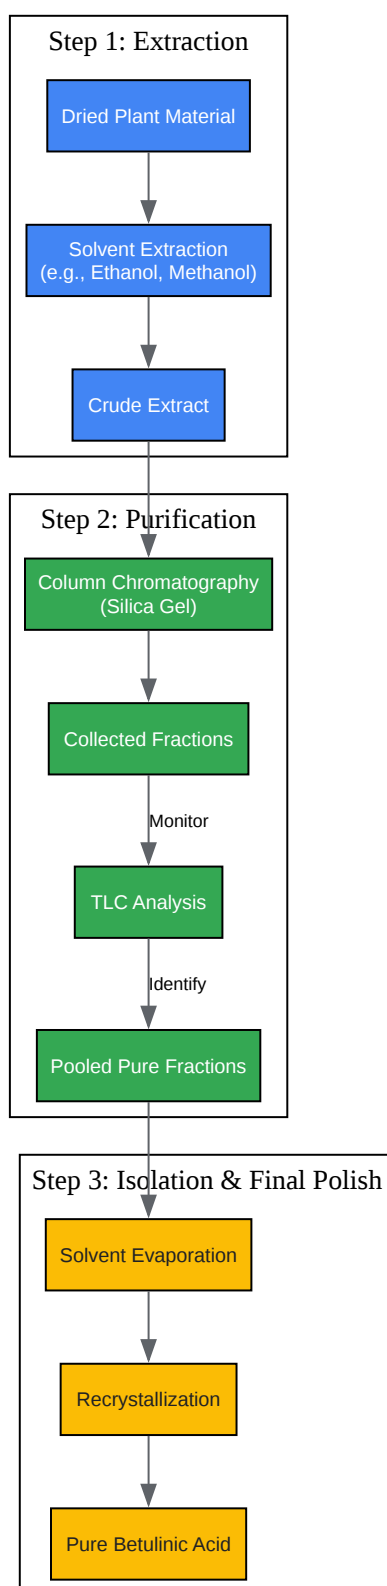 Step 1: Extraction
Dried Plant Material
Solvent Extraction
(e.g., Ethanol, Methanol)
Crude Extract
Step 2: Purification
Column Chromatography
(Silica Gel)
Collected Fractions
Monitor
TLC Analysis
Identify
Pooled Pure Fractions
Step 3: Isolation & Final Polish
Solvent Evaporation
Recrystallization
Pure Betulinic Acid